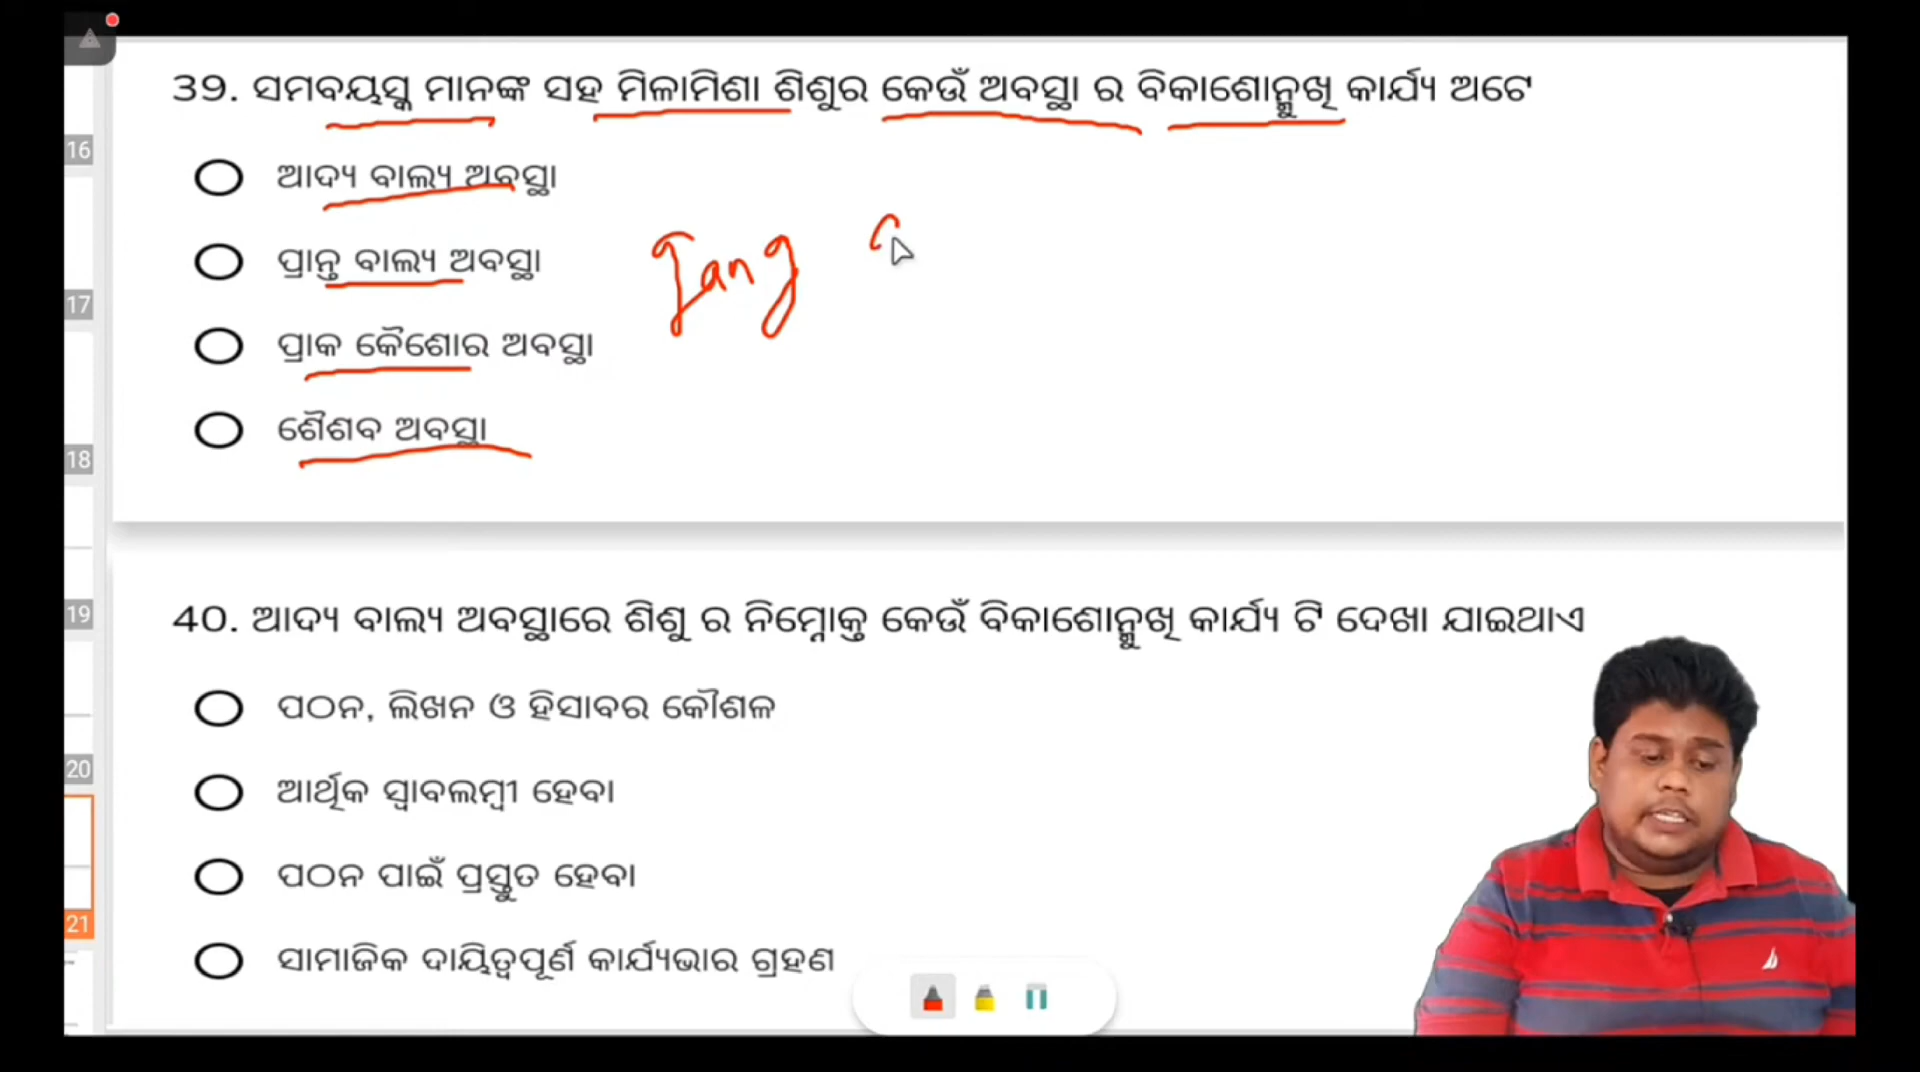 39. ସମବୟସ୍କ ମାନଙ୍କ ସହ ମିଳାମିଶା ଶିଶୁର କେଉଁ ଅବସ୍ଥା ର ବିକାଶୋନ୍ମୁଖି କାର୍ଯ୍ୟ ଅଟେ
16
ଆଦ୍ୟ ବାଲ୍ୟ ଅବସ୍ଥା
ପ୍ରାନ୍ତ ବାଲ୍ୟ ଅବସ୍ଥା
Gang
17
ପ୍ରାକ କୈଶୋର ଅବସ୍ଥା
ଶୈଶବ ଅବସ୍ଥା
18
40. ଆଦ୍ୟ ବାଲ୍ୟ ଅବସ୍ଥାରେ ଶିଶୁ ର ନିମ୍ନୋକ୍ତ କେଉଁ ବିକାଶୋନ୍ମୁଖି କାର୍ଯ୍ୟ ଟି ଦେଖା ଯାଇଥାଏ
19
ପଠନ, ଲିଖନ ଓ ହିସାବର କୌଶଳ
20
ଆର୍ଥିକ ସ୍ୱାବଲମ୍ବୀ ହେବା
ପଠନ ପାଇଁ ପ୍ରସ୍ତୁତ ହେବା
21
ସାମାଜିକ ଦାୟିତ୍ୱପୂର୍ଣ କାର୍ଯ୍ୟଭାର ଗ୍ରହଣ